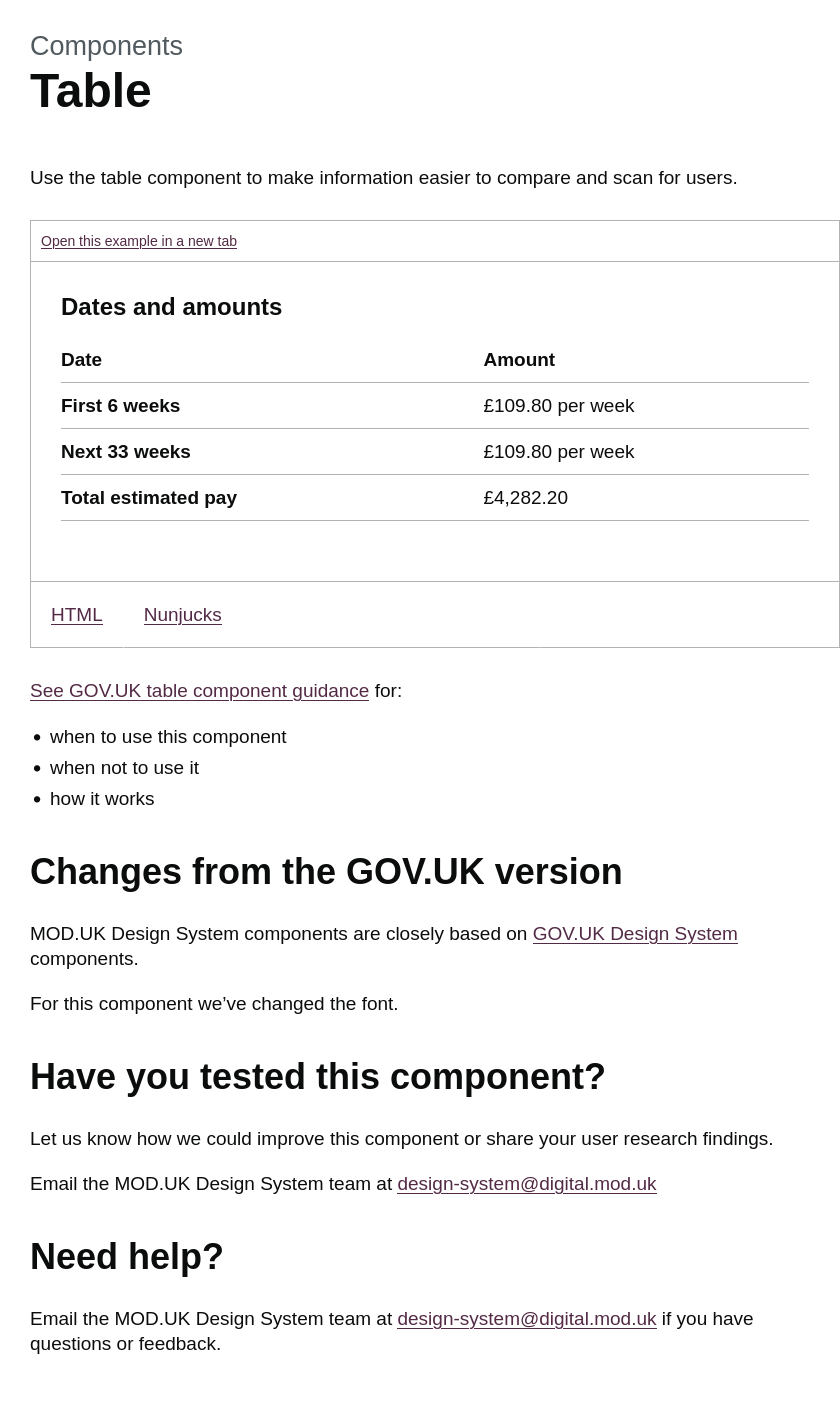 Components
Table
Use the table component to make information easier to compare and scan for users.
Open this example in a new tab
Dates and amounts
Date Amount
First 6 weeks £109.80 per week
Next 33 weeks £109.80 per week
Total estimated pay £4,282.20
HTML Nunjucks
See GOV.UK table component guidance for:
• when to use this component
• when not to use it
• how it works
Changes from the GOV.UK version
MOD.UK Design System components are closely based on GOV.UK Design System
components.
For this component we’ve changed the font.
Have you tested this component?
Let us know how we could improve this component or share your user research findings.
Email the MOD.UK Design System team at design-system@digital.mod.uk
Need help?
Email the MOD.UK Design System team at design-system@digital.mod.uk if you have
questions or feedback.